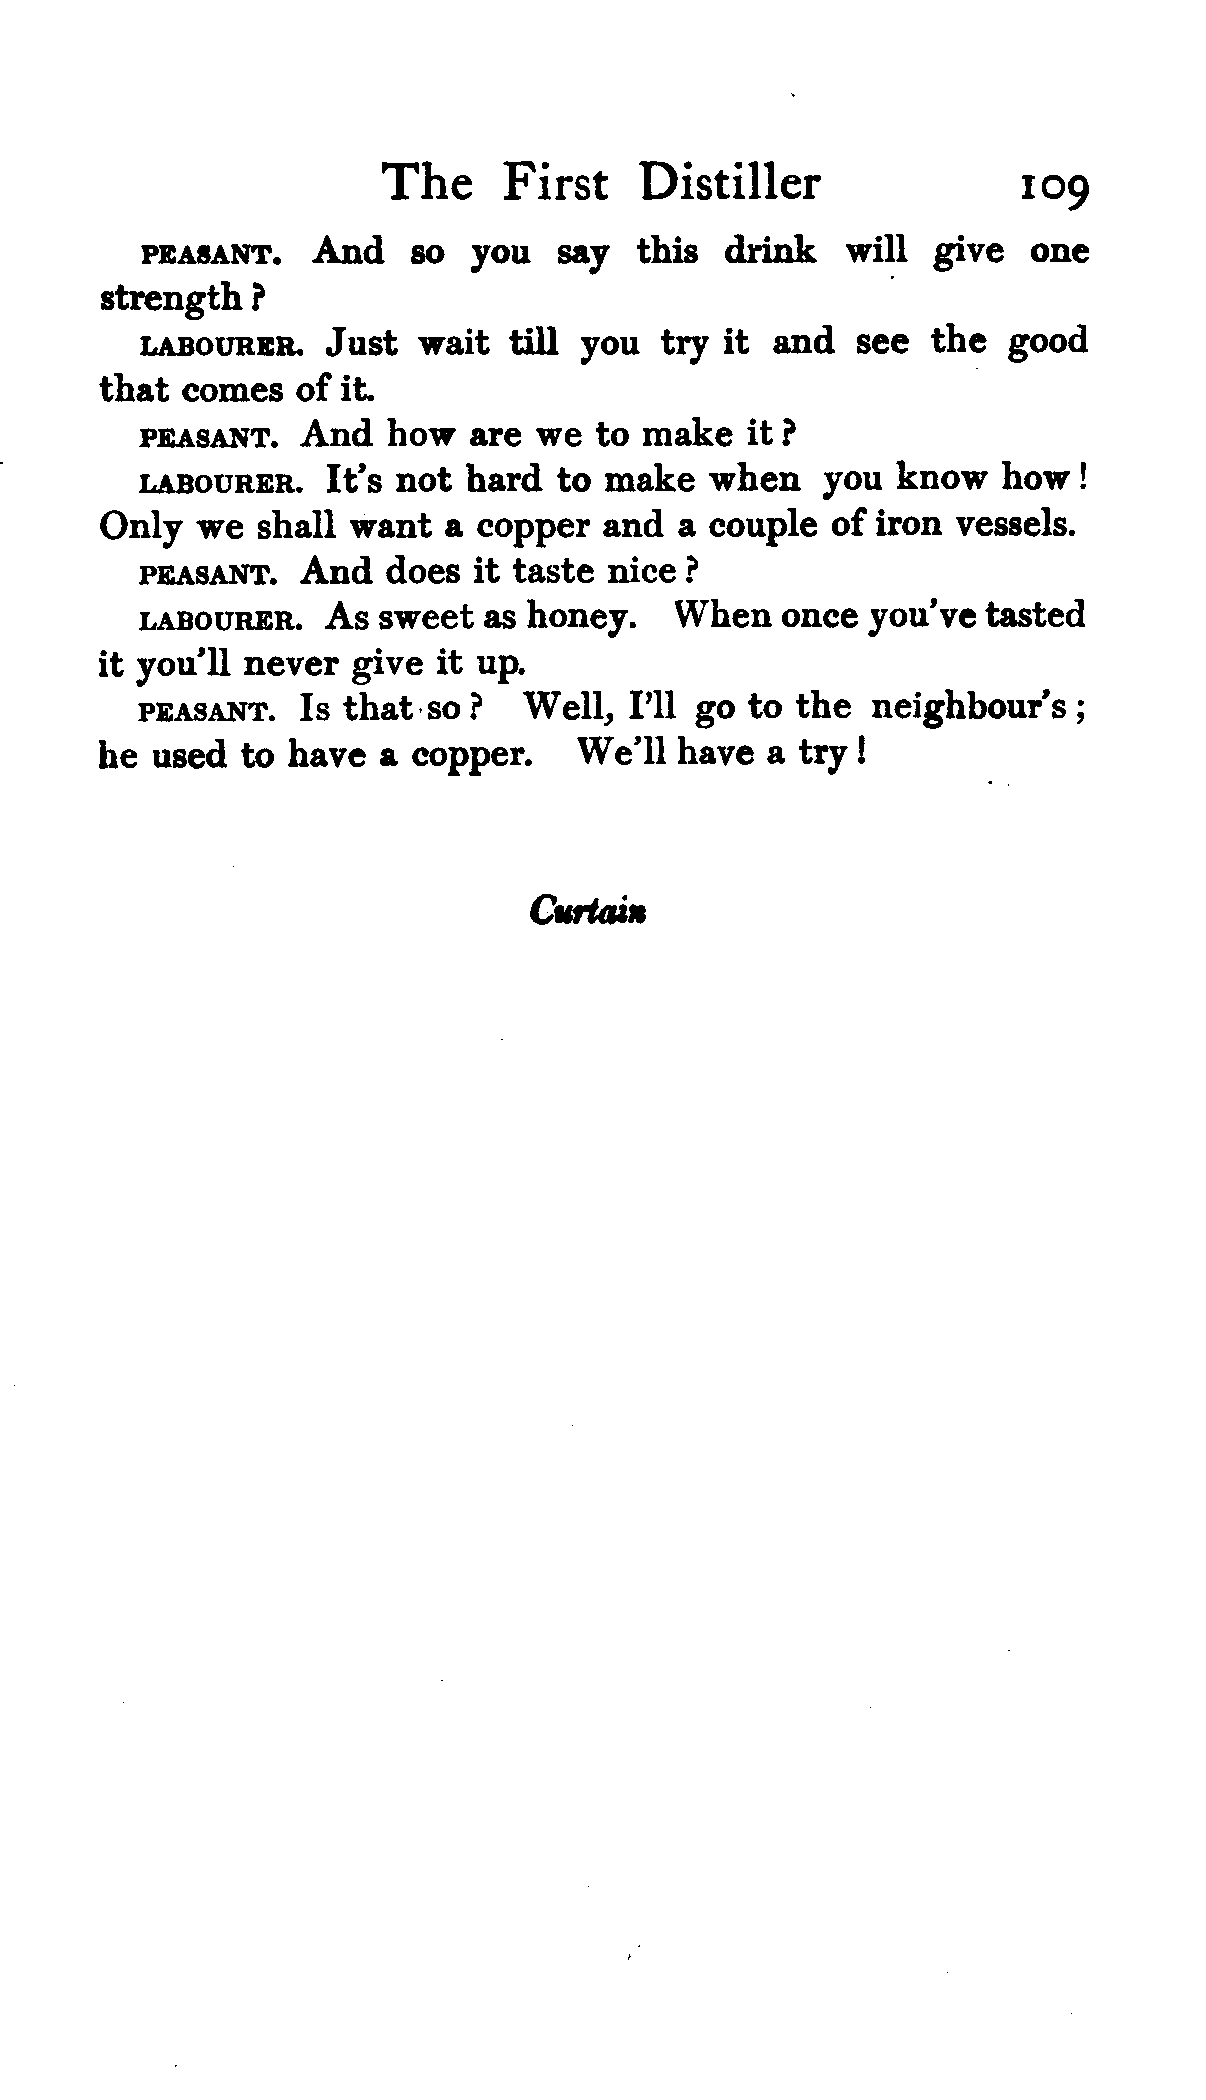 The First Distiller 109
PEASANT. And so you say this drink will give one
strength?
LABOURER. Just wait till you try it and see the good
that comes of it.
PEASANT. And how are we to make it?
LABOURER. It's not hard to make when you know how!
Only we shall want a copper and a couple of iron vessels.
PEASANT. And does it taste nice?
LABOURER. As sweet as honey. When once you've tasted
it you'll never give it up.
PEASANT. Is that so? Well, I'll go to the neighbour's;
he used to have a copper. We'll have a try!
Curtain